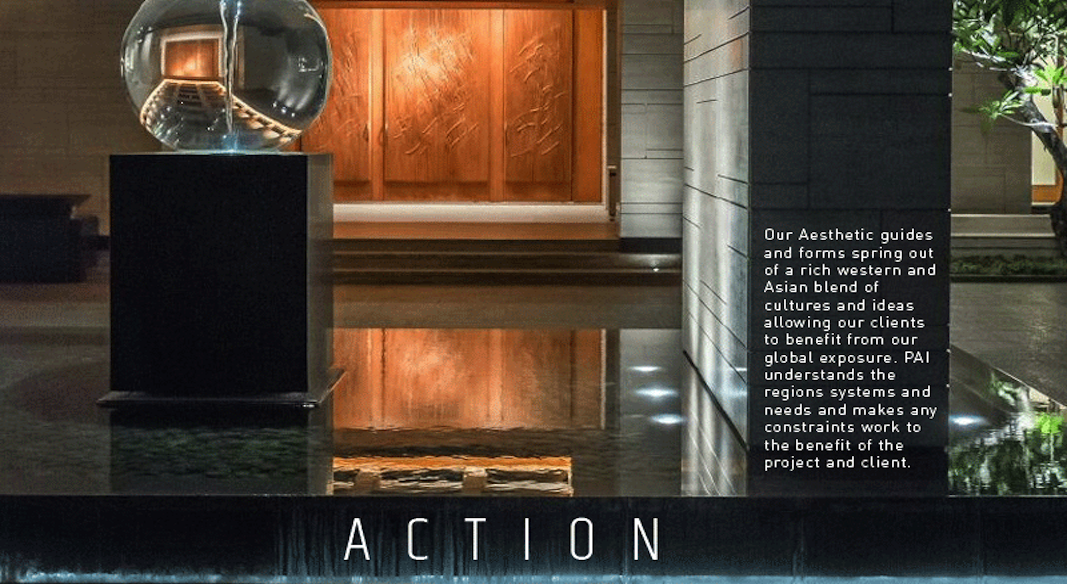 Our Aesthetic guides
and forms spring out
of a rich western and
Asian blend of
cultures and ideas
allowing our clients
to benefit from our
global exposure. PAI
understands the
regions systems and
needs and makes any
constraints work to
the benefit of the
project and client.
ACTION